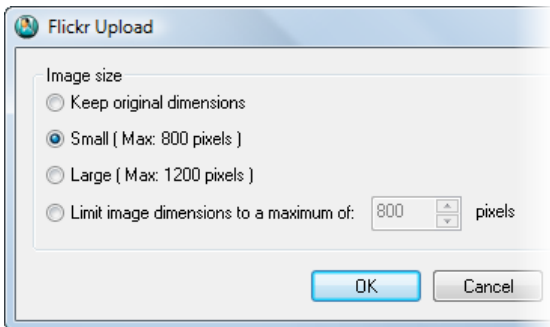 Flickr Upload
Image size
Keep original dimensions
Small ( Max: 800 pixels )
Large ( Max: 1200 pixels )
Limit image dimensions to a maximum of: 800 pixels
OK Cancel